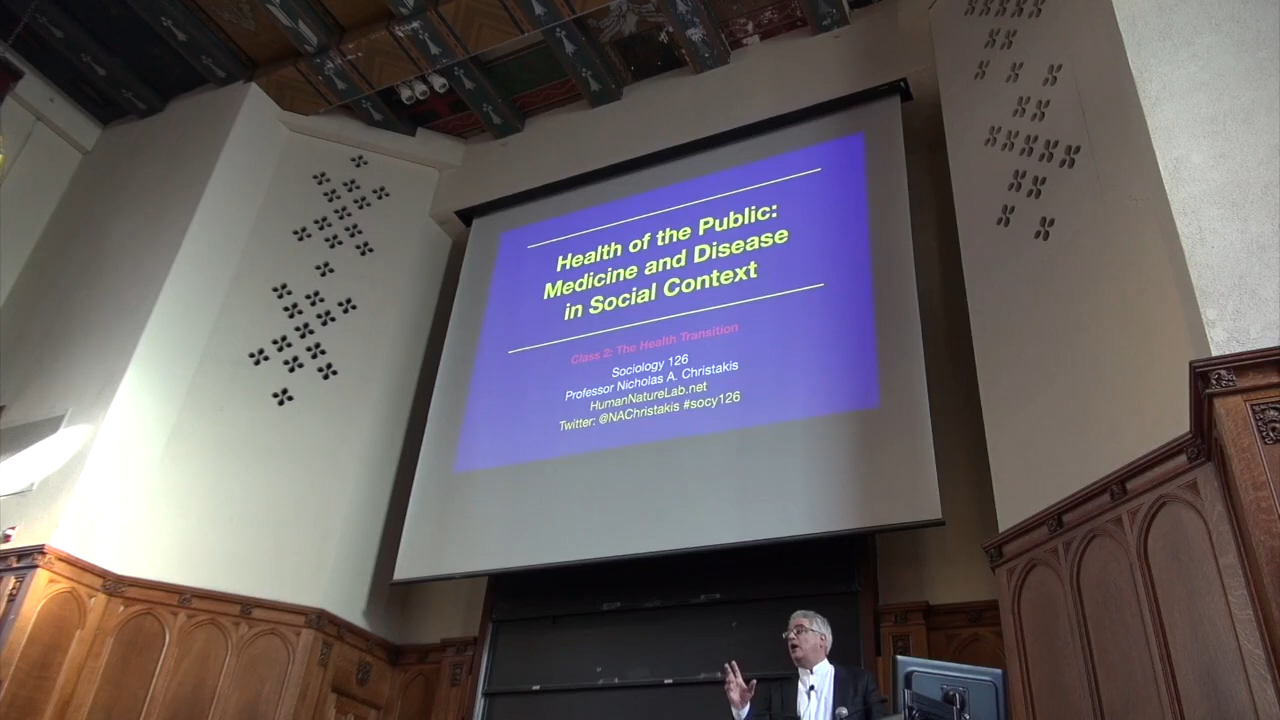 Health of the Public:
Medicine and Disease
in Social Context
Class 2: The Health Transition
Sociology 126
Professor Nicholas A. Christakis
HumanNatureLab.net
Twitter: @NAChristakis #socy126